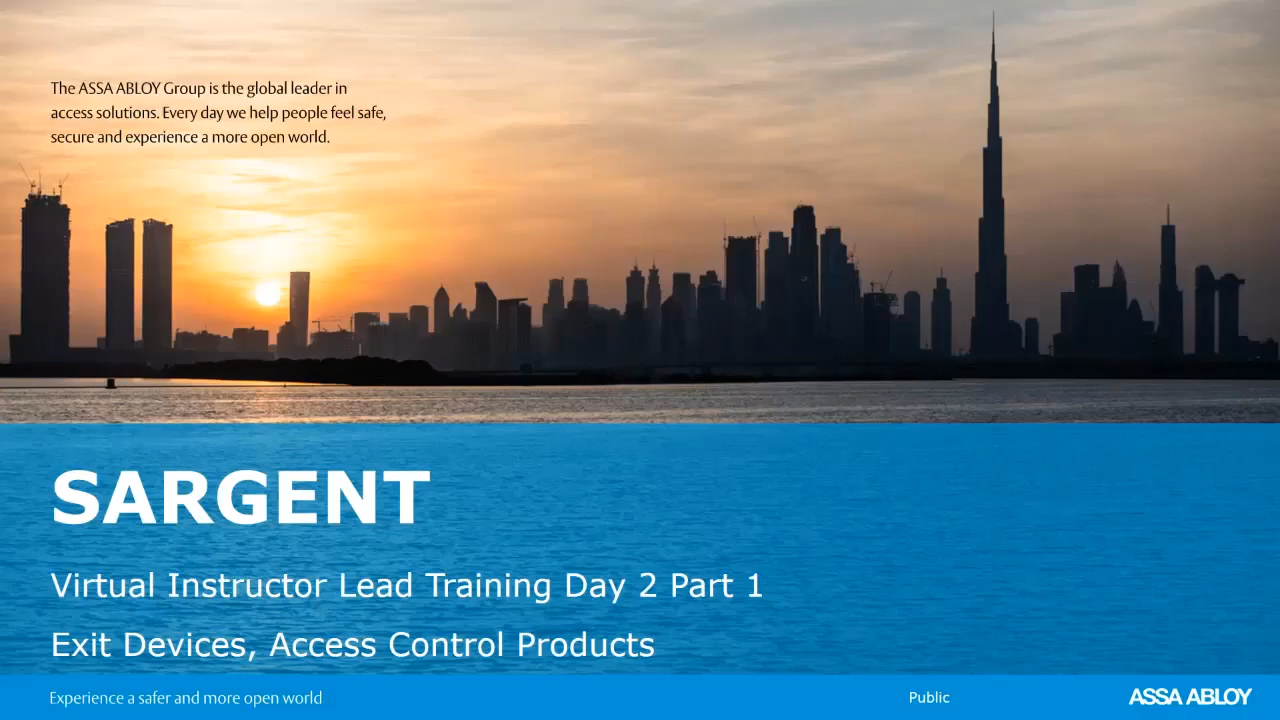 The ASSA ABLOY Group is the global leader in
access solutions. Every day we help people feel safe,
secure and experience a more open world.
SARGENT
Virtual Instructor Lead Training Day 2 Part 1
Exit Devices, Access Control Products
Experience a safer and more open world
Public
ASSA ABLOY